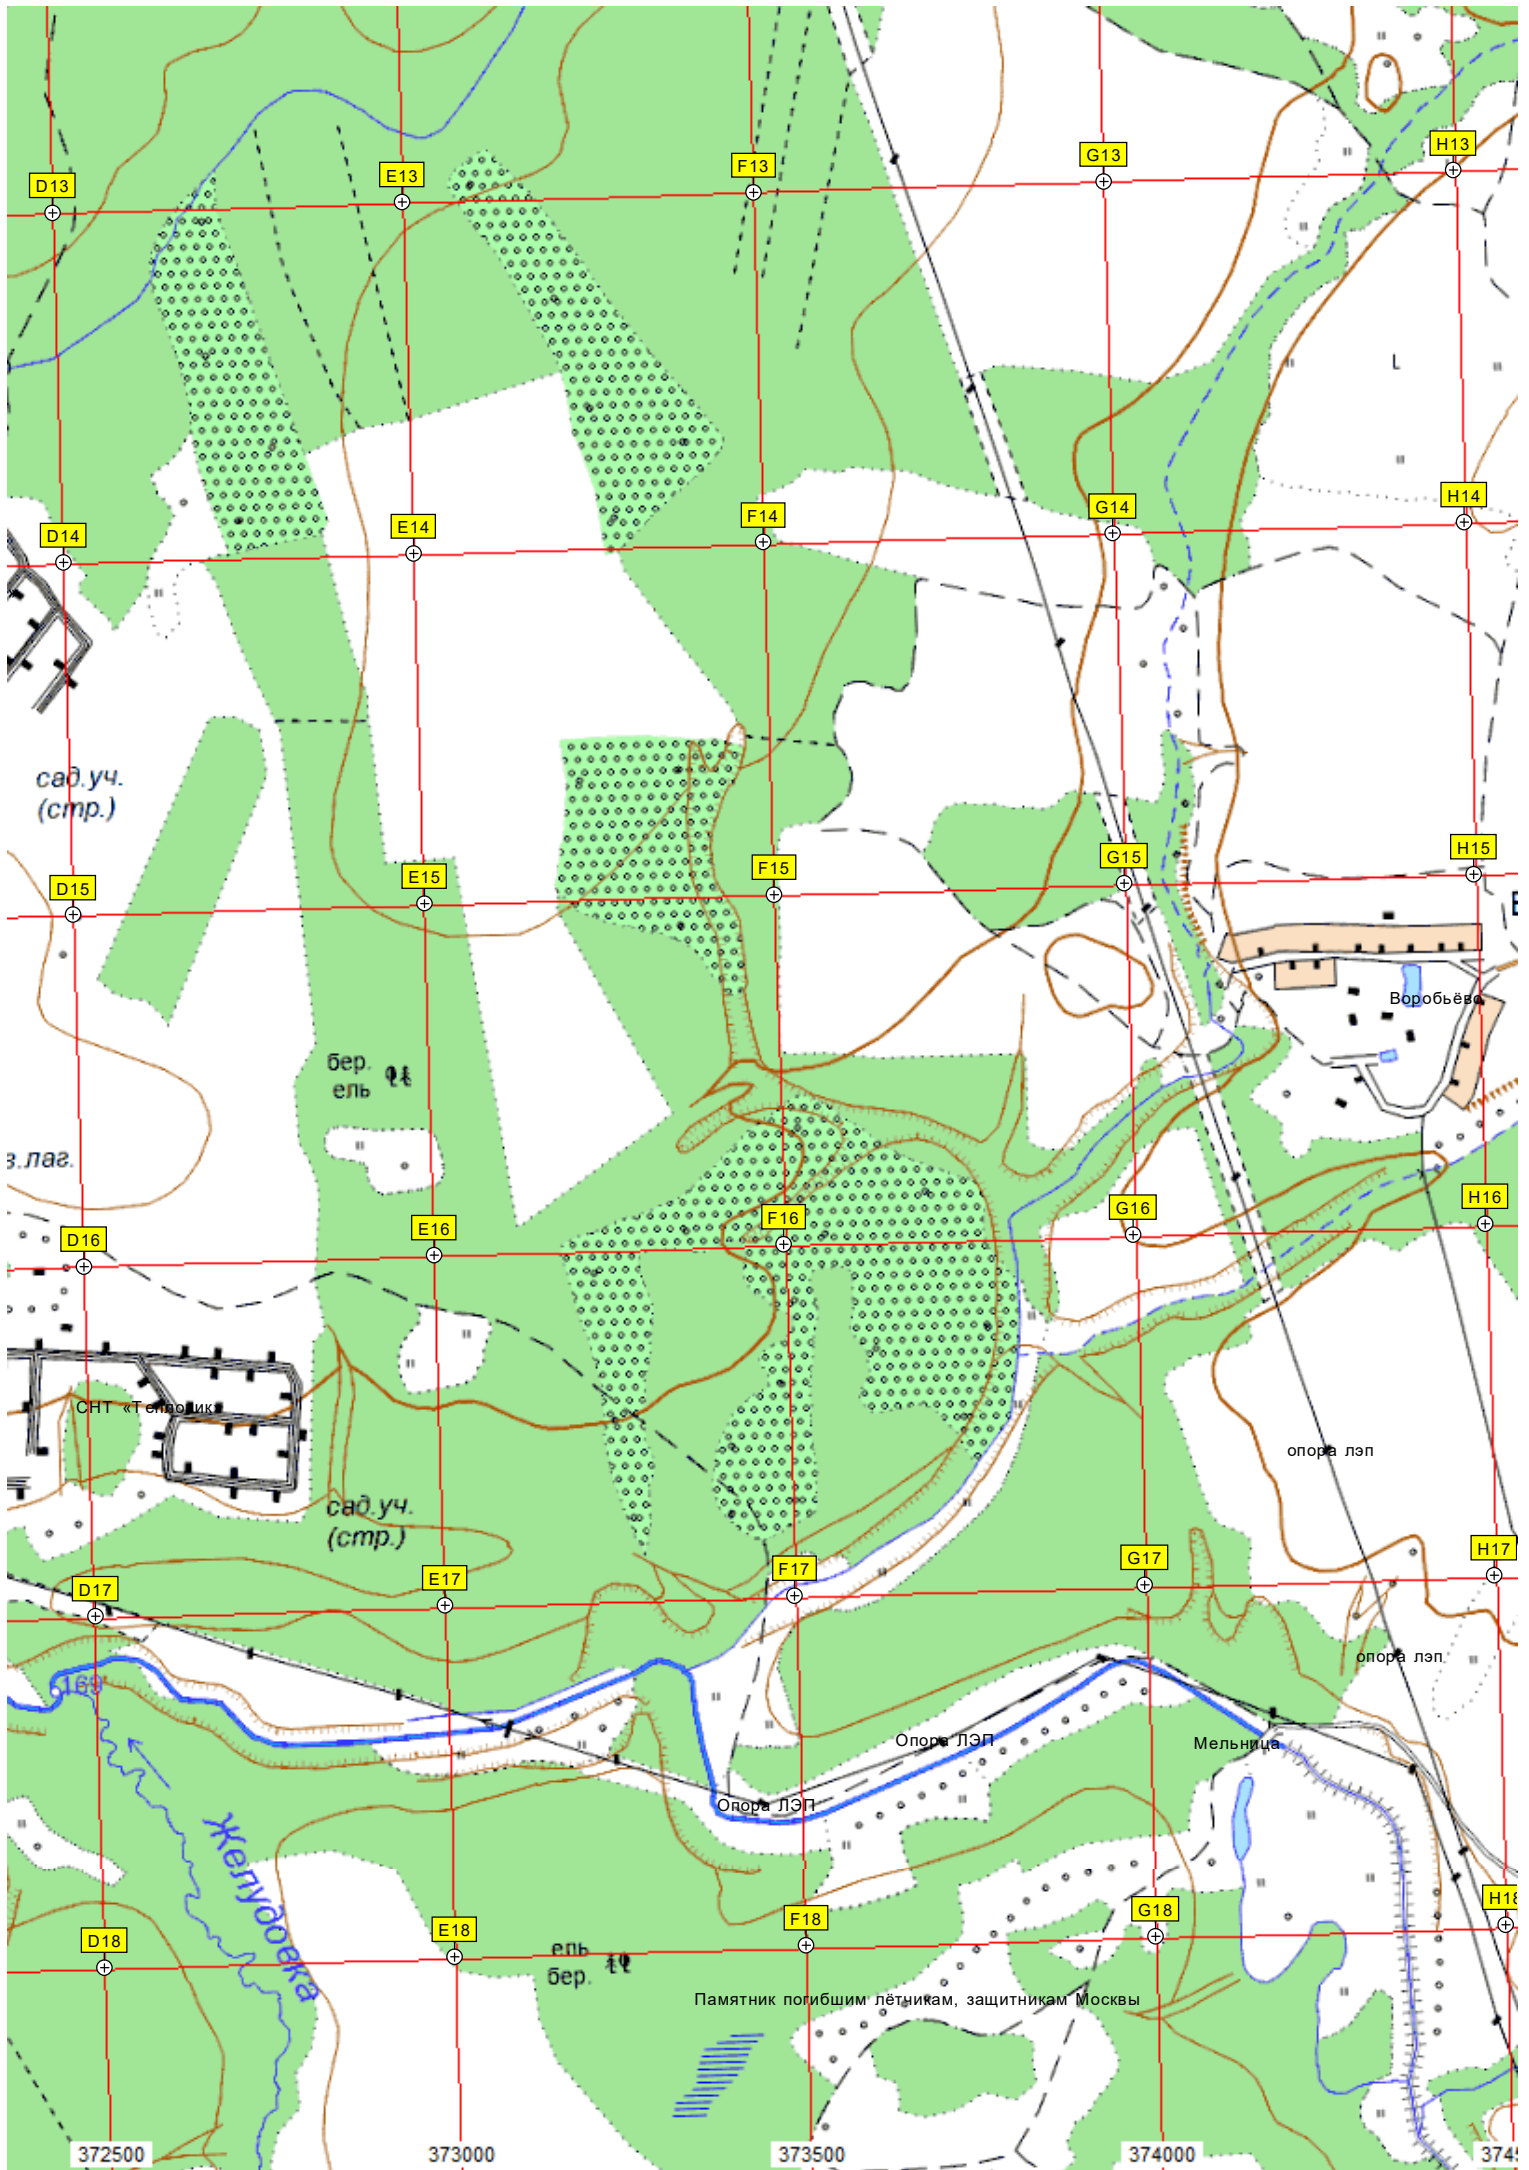 H13
G13
F13
E13
D13
L
H14
G14
F14
E14
D14
сад.уч.
(стр.)
H15
G15
F15
E15
D15
Воробьёво
бер.
ель
з.лаг.
H16
G16
F16
E16
D16
СНТ «Тепловик»
опора лэп
сад.уч.
(стр.)
H17
G17
F17
E17
D17
опора лэп
169
Опора ЛЭП
Мельница
Опора ЛЭП
Желудовка
H18
G18
F18
E18
D18
ель
бер.
Памятник погибшим лётчикам, защитникам Москвы
372500 373000 373500 374000